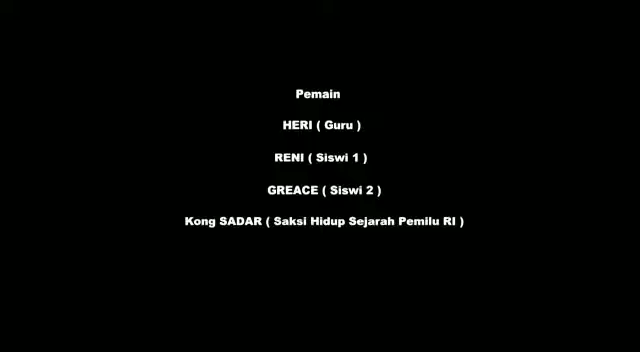 Pemain
HERI ( Guru )
RENI ( Siswi 1 )
GREACE ( Siswi 2 )
Kong SADAR ( Saksi Hidup Sejarah Pemilu RI )